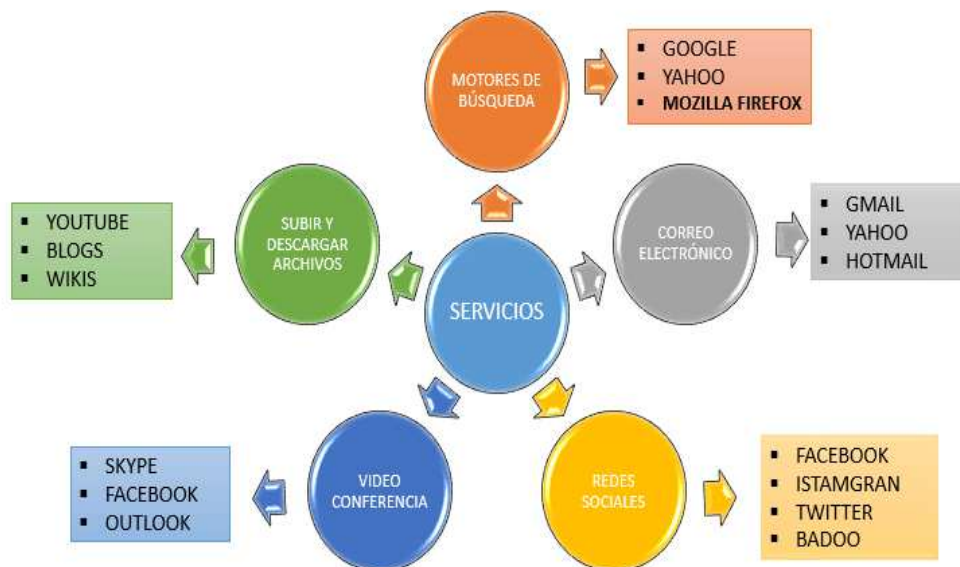 MOTORES DE
BÚSQUEDA
▪ GOOGLE
▪ YAHOO
▪ MOZILLA FIREFOX
SUBIR Y
DESCARGAR
ARCHIVOS
▪ YOUTUBE
▪ BLOGS
▪ WIKIS
CORREO
ELECTRÓNICO
▪ GMAIL
▪ YAHOO
▪ HOTMAIL
SERVICIOS
VIDEO
CONFERENCIA
▪ SKYPE
▪ FACEBOOK
▪ OUTLOOK
REDES
SOCIALES
▪ FACEBOOK
▪ ISTAMGRAN
▪ TWITTER
▪ BADOO